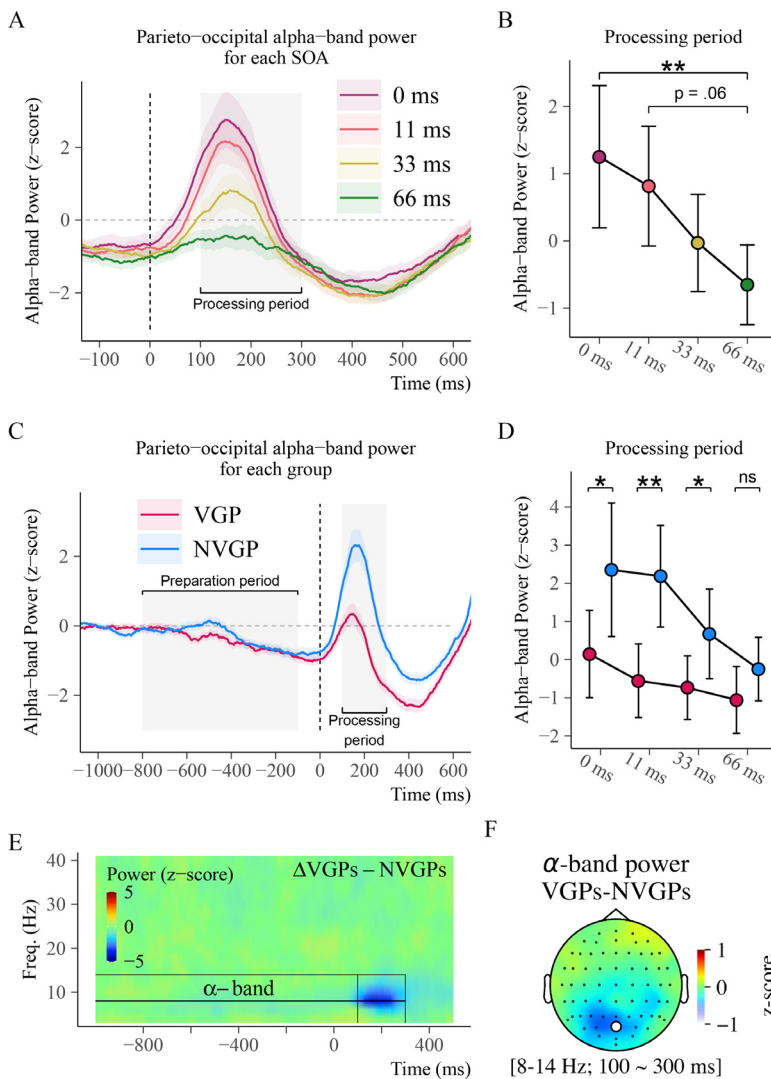 A
Parieto−occipital alpha−band power
for each SOA
Alpha−band Power (z−score)
2
0
−2
0 ms
11 ms
33 ms
66 ms
Processing period
−100 0 100 200 300 400 500 600
Time (ms)
B
Processing period
**
p = .06
Alpha−band Power (z−score)
2
1
0
−1
0 ms 11 ms 33 ms 66 ms
C
Parieto−occipital alpha−band power
for each group
Alpha−band Power (z−score)
2
0
−2
VGP
NVGP
Preparation period
Processing
period
−1000 −800 −600 −400 −200 0 200 400 600
Time (ms)
D
Processing period
* ** * ns
Alpha−band Power (z−score)
4
3
2
1
0
−1
−2
0 ms 11 ms 33 ms 66 ms
E
Power (z−score)
5
0
−5
ΔVGPs − NVGPs
Freq. (Hz)
40
30
20
10
α− band
−800 −400 0 400
Time (ms)
F
α-band power
VGPs-NVGPs
1
0
−1
z−score
[8-14 Hz; 100 ~ 300 ms]